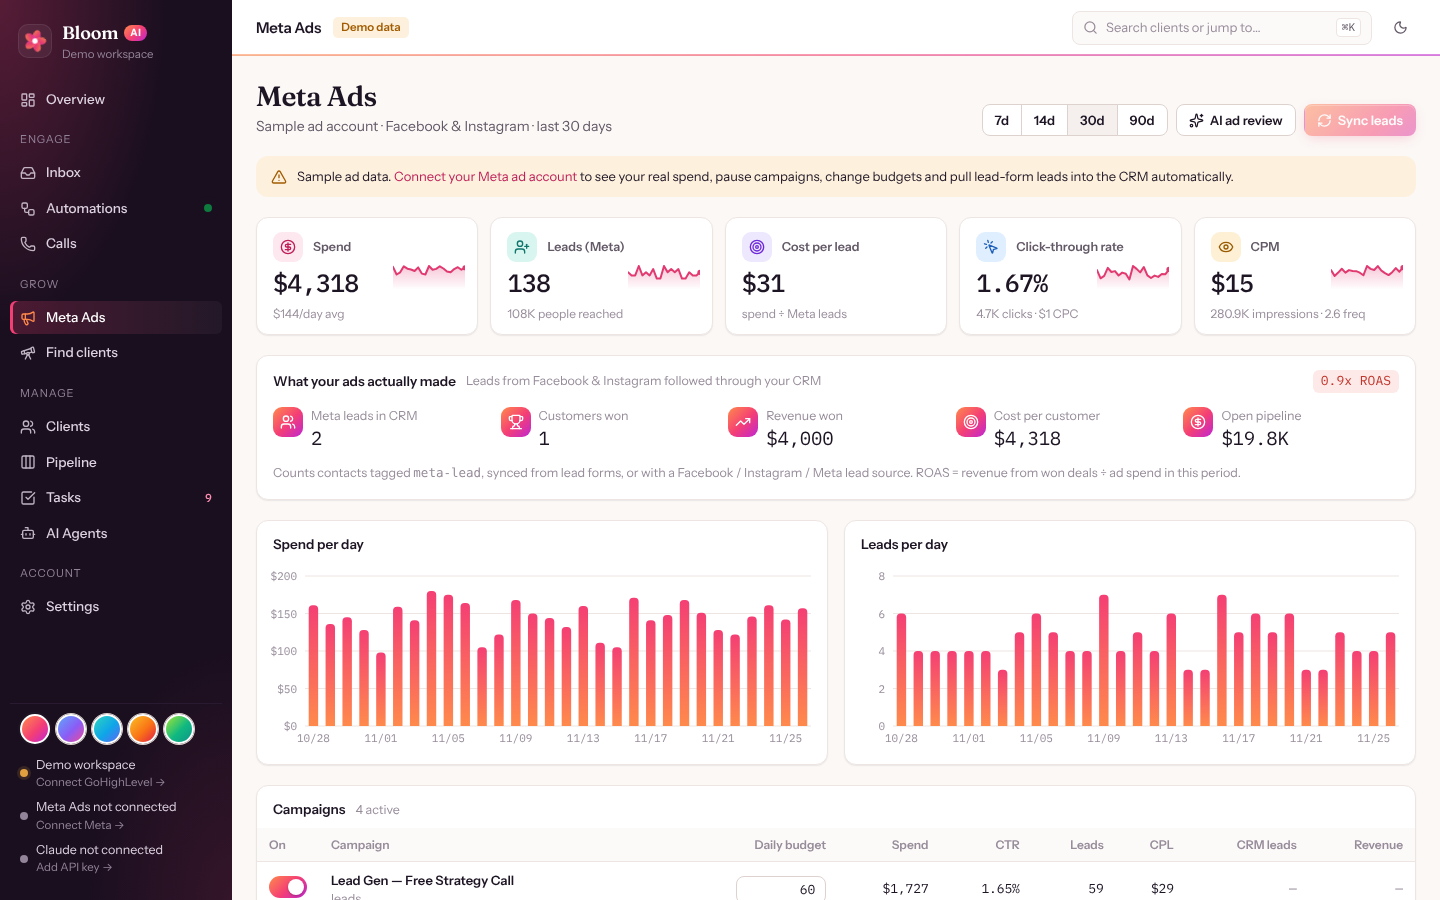 Bloom AI
Demo workspace
Overview
ENGAGE
Inbox
Automations
Calls
GROW
Meta Ads
Find clients
MANAGE
Clients
Pipeline
Tasks 9
AI Agents
ACCOUNT
Settings
Demo workspace
Connect GoHighLevel →
Meta Ads not connected
Connect Meta →
Claude not connected
Add API key →
Meta Ads Demo data
Search clients or jump to... ⌘K
Meta Ads
Sample ad account · Facebook & Instagram · last 30 days
7d 14d 30d 90d AI ad review Sync leads
Sample ad data. Connect your Meta ad account to see your real spend, pause campaigns, change budgets and pull lead-form leads into the CRM automatically.
Spend
$4,318
$144/day avg
Leads (Meta)
138
108K people reached
Cost per lead
$31
spend ÷ Meta leads
Click-through rate
1.67%
4.7K clicks · $1 CPC
CPM
$15
280.9K impressions · 2.6 freq
What your ads actually made Leads from Facebook & Instagram followed through your CRM 0.9x ROAS
Meta leads in CRM
2
Customers won
1
Revenue won
$4,000
Cost per customer
$4,318
Open pipeline
$19.8K
Counts contacts tagged meta-lead, synced from lead forms, or with a Facebook / Instagram / Meta lead source. ROAS = revenue from won deals ÷ ad spend in this period.
Spend per day
$200
$150
$100
$50
$0
10/28 11/01 11/05 11/09 11/13 11/17 11/21 11/25
Leads per day
8
6
4
2
0
10/28 11/01 11/05 11/09 11/13 11/17 11/21 11/25
Campaigns 4 active
On Campaign Daily budget Spend CTR Leads CPL CRM leads Revenue
Lead Gen — Free Strategy Call 60 $1,727 1.65% 59 $29 — —
leads